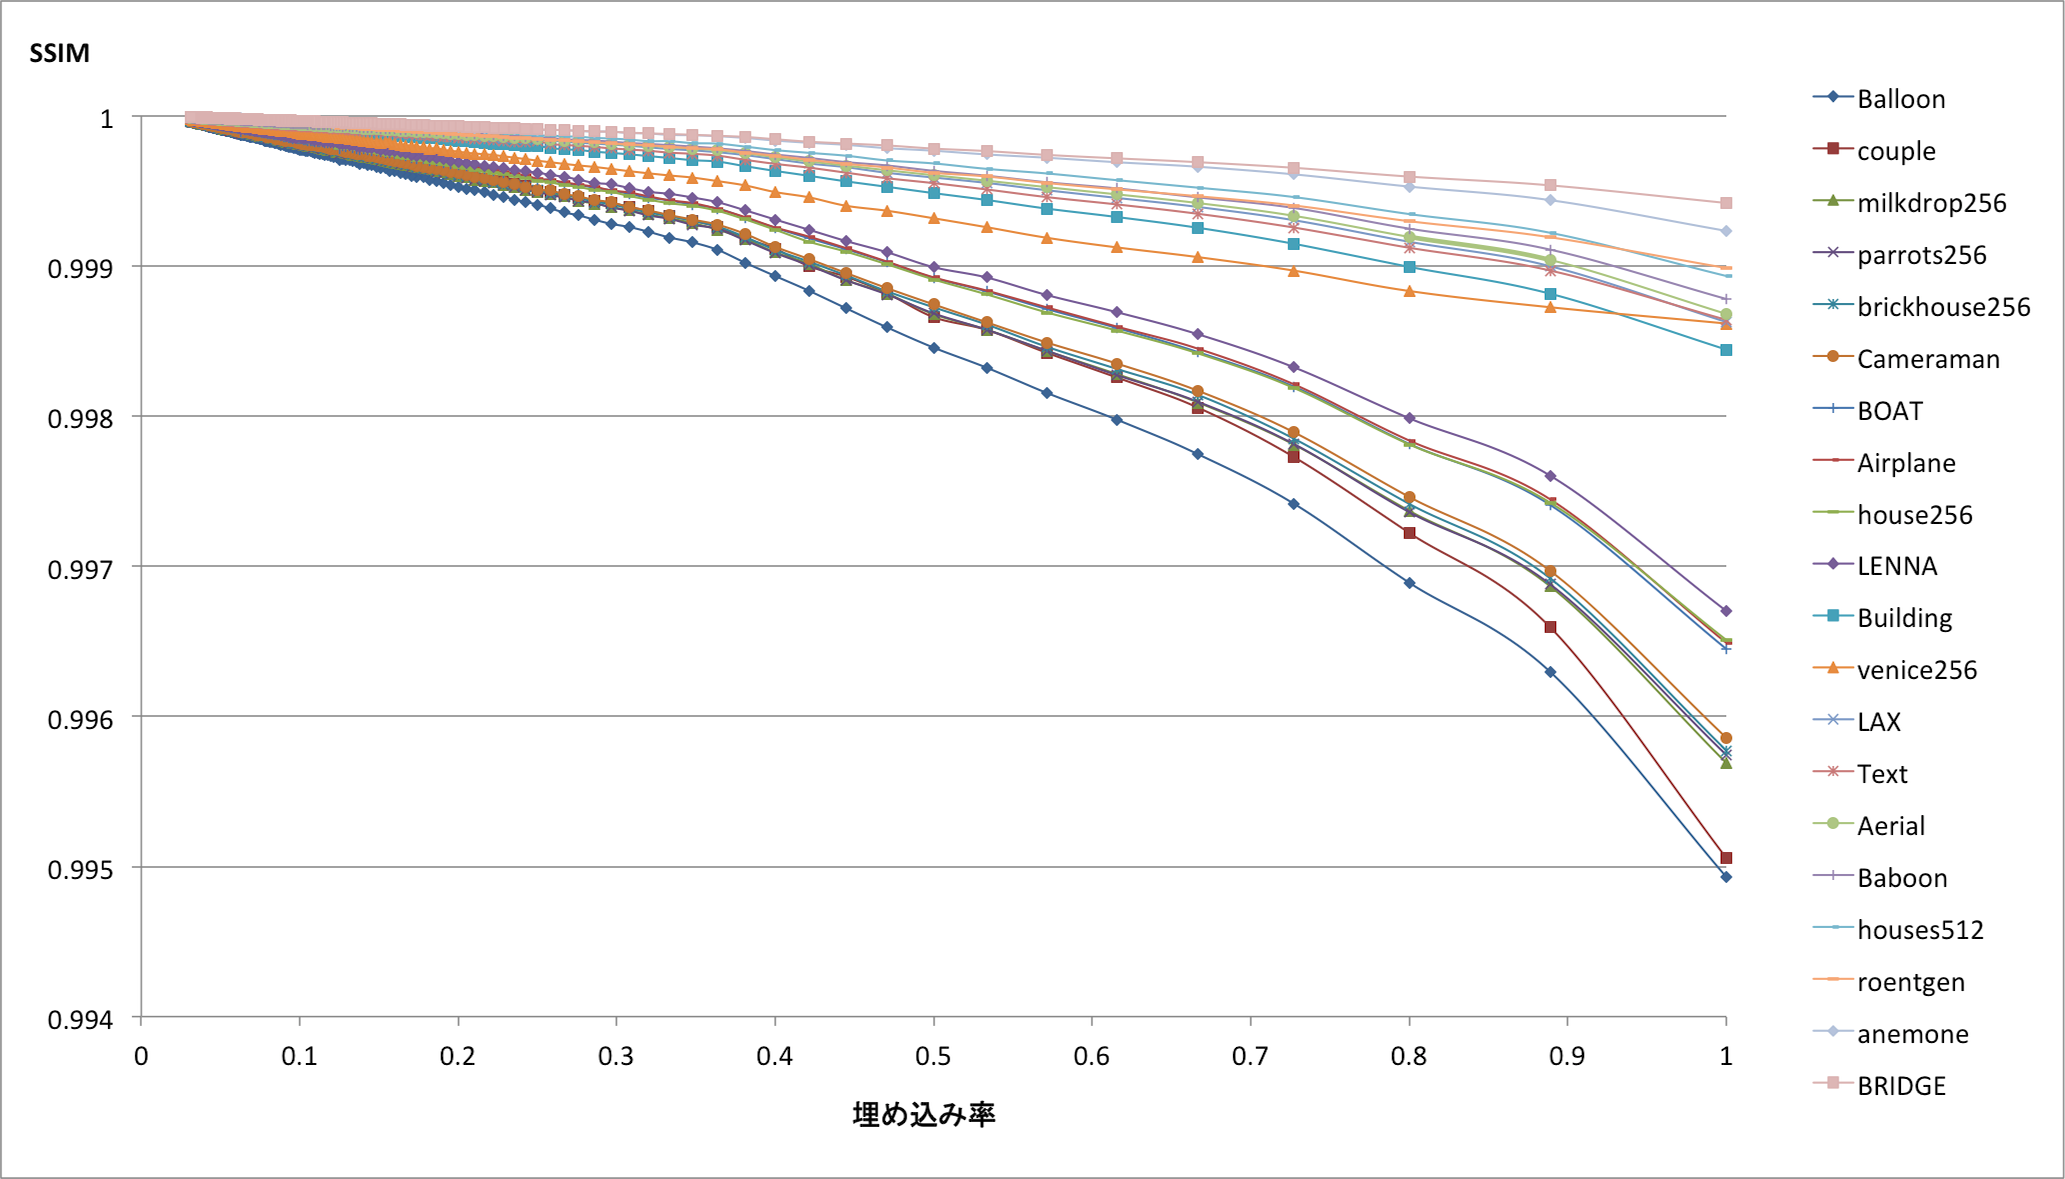 SSIM
1
0.999
0.998
0.997
0.996
0.995
0.994
0 0.1 0.2 0.3 0.4 0.5 0.6 0.7 0.8 0.9 1
埋め込み率
Balloon
couple
milkdrop256
parrots256
brickhouse256
Cameraman
BOAT
Airplane
house256
LENNA
Building
venice256
LAX
Text
Aerial
Baboon
houses512
roentgen
anemone
BRIDGE